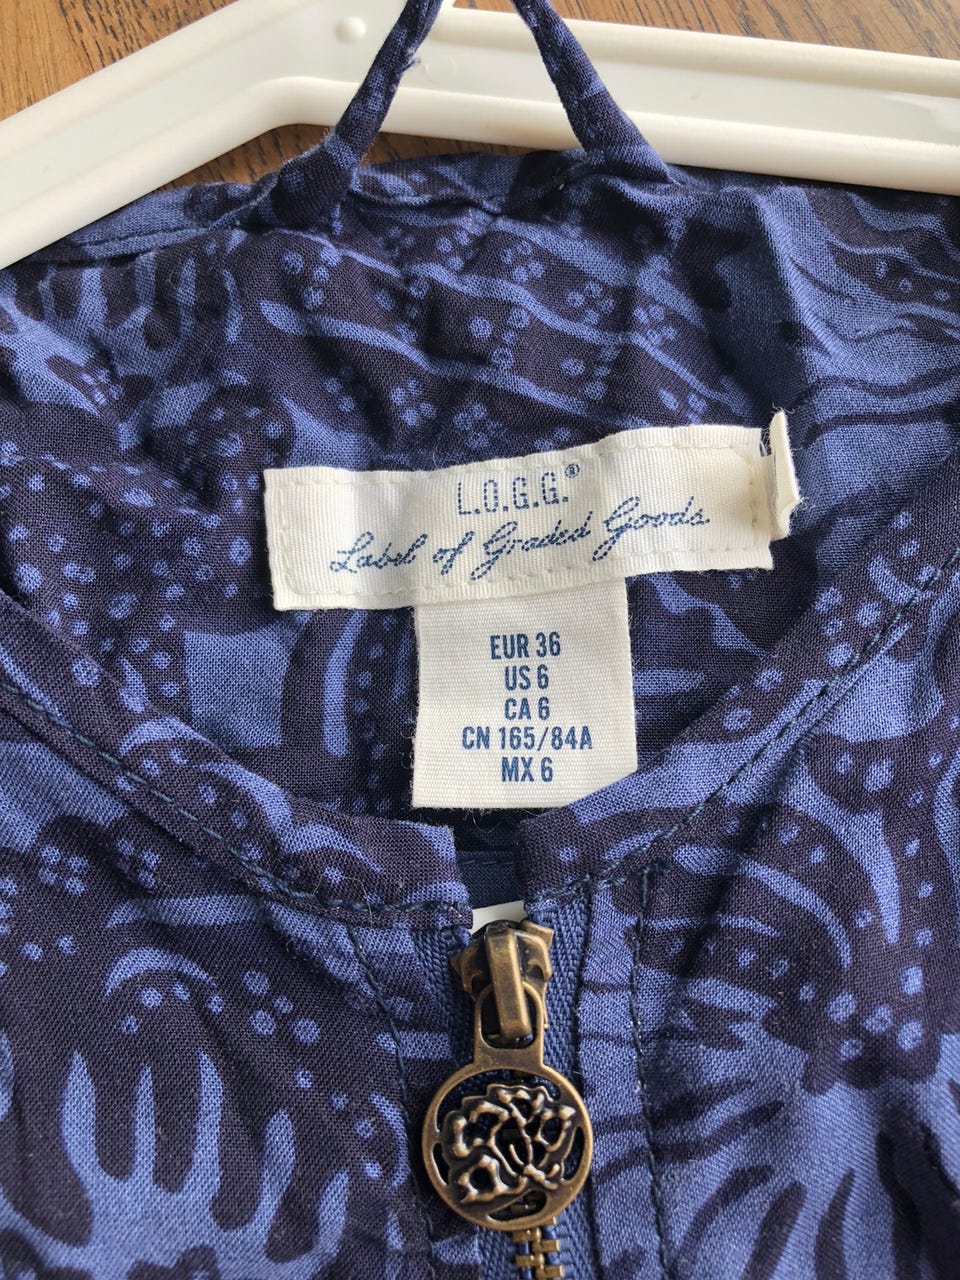 L.O.G.G.®
Label of Graded Goods
EUR 36
US 6
CA 6
CN 165/84A
MX 6